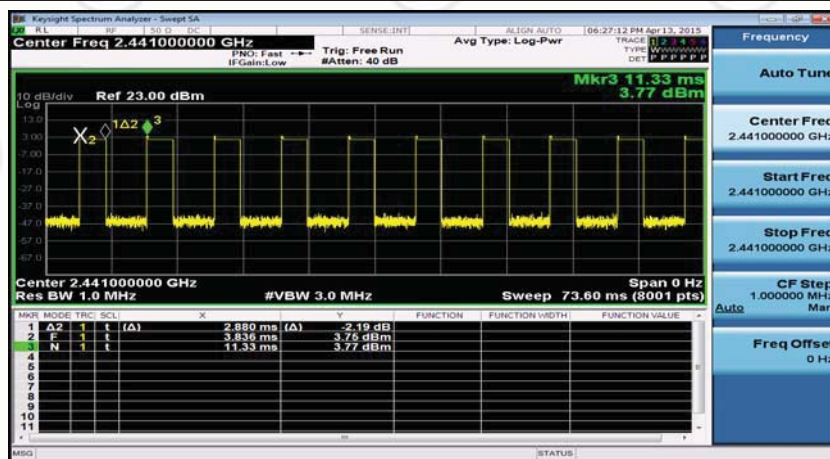 Keysight Spectrum Analyzer - Swept SA
RL RF 50 Ω DC SENSE:INT ALIGN AUTO 06:27:12 PM Apr 13, 2015
Center Freq 2.441000000 GHz
PNO: Fast
IFGain:Low
Trig: Free Run
#Atten: 40 dB
Avg Type: Log-Pwr
TRACE 1 2 3 4 5 6
TYPE W W W W W W
DET P P P P P P
Mkr3 11.33 ms
3.77 dBm
10 dB/div Ref 23.00 dBm
Log
13.0
3.00
-7.00
-17.0
-27.0
-37.0
-47.0
-57.0
-67.0
X2
1Δ2
3
Center 2.441000000 GHz Span 0 Hz
Res BW 1.0 MHz #VBW 3.0 MHz Sweep 73.60 ms (8001 pts)
MKR MODE TRC SCL X Y FUNCTION FUNCTION WIDTH FUNCTION VALUE
1 Δ2 1 t (Δ) 2.880 ms (Δ) -2.19 dB
2 F 1 t 3.836 ms 3.75 dBm
3 N 1 t 11.33 ms 3.77 dBm
4
5
6
7
8
9
10
11
MSG STATUS
Frequency
Auto Tune
Center Freq
2.441000000 GHz
Start Freq
2.441000000 GHz
Stop Freq
2.441000000 GHz
CF Step
1.000000 MHz
Auto Man
Freq Offset
0 Hz